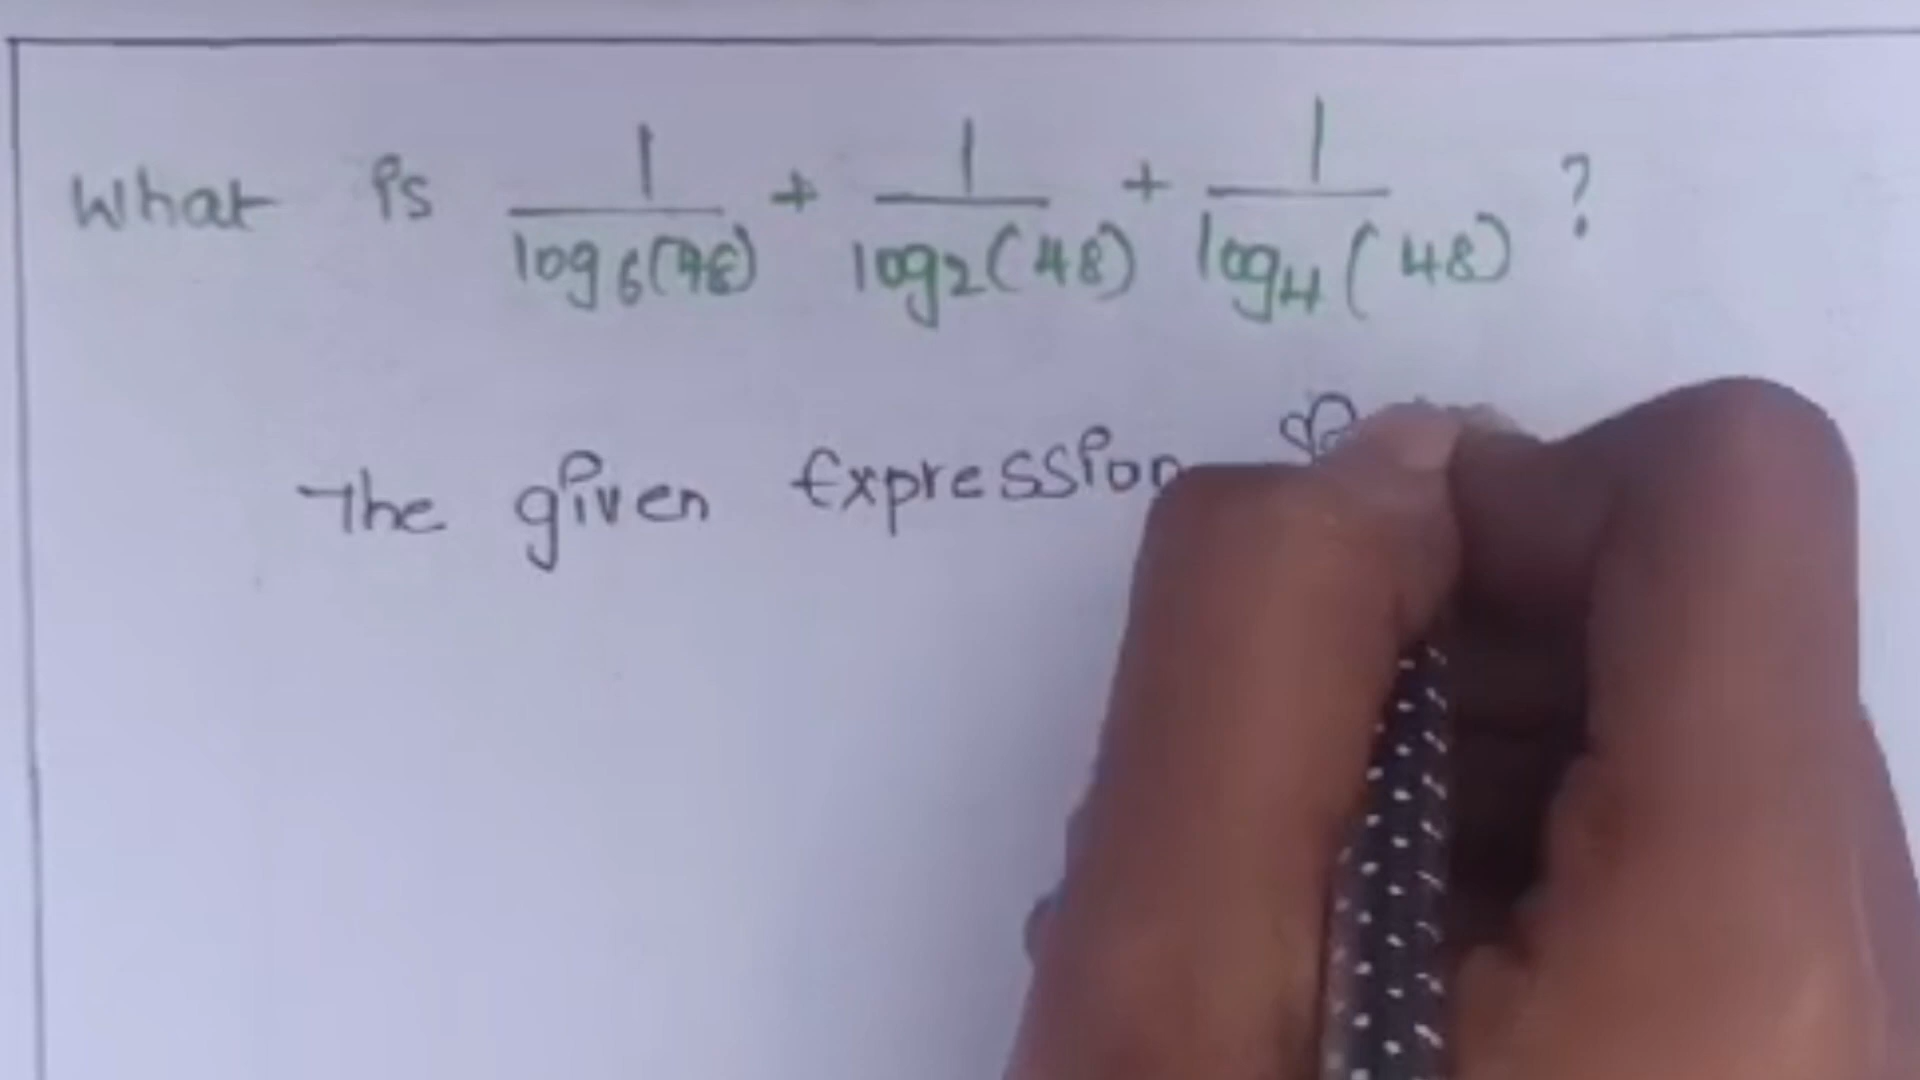 What is 1/log6(48) + 1/log2(48) + 1/log4(48) ?
The given Expression